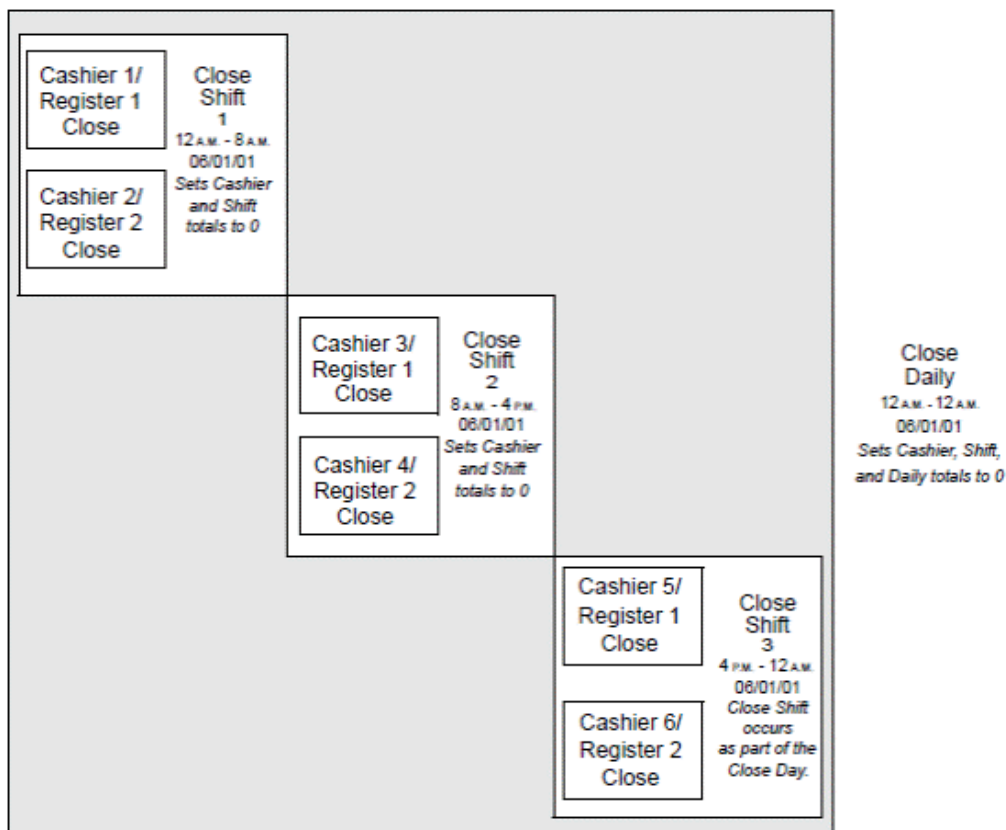 Cashier 1/
Register 1
Close
Cashier 2/
Register 2
Close
Close
Shift
1
12 A.M. - 8 A.M.
06/01/01
Sets Cashier
and Shift
totals to 0
Cashier 3/
Register 1
Close
Cashier 4/
Register 2
Close
Close
Shift
2
8 A.M. - 4 P.M.
06/01/01
Sets Cashier
and Shift
totals to 0
Cashier 5/
Register 1
Close
Cashier 6/
Register 2
Close
Close
Shift
3
4 P.M. - 12 A.M.
06/01/01
Close Shift
occurs
as part of the
Close Day.
Close
Daily
12 A.M. - 12 A.M.
06/01/01
Sets Cashier, Shift,
and Daily totals to 0